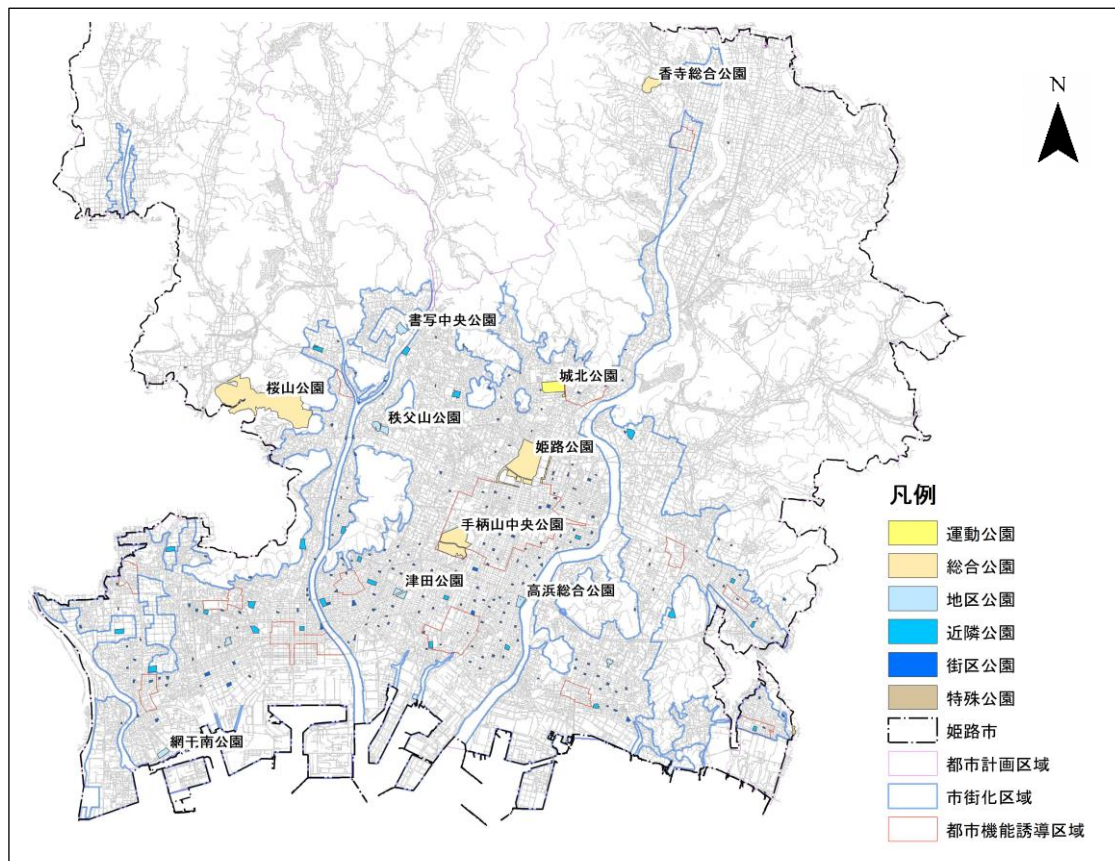 香寺総合公園
N
書写中央公園
城北公園
桜山公園
秩父山公園
姫路公園
手柄山中央公園
津田公園
高浜総合公園
網干南公園
凡例
運動公園
総合公園
地区公園
近隣公園
街区公園
特殊公園
姫路市
都市計画区域
市街化区域
都市機能誘導区域